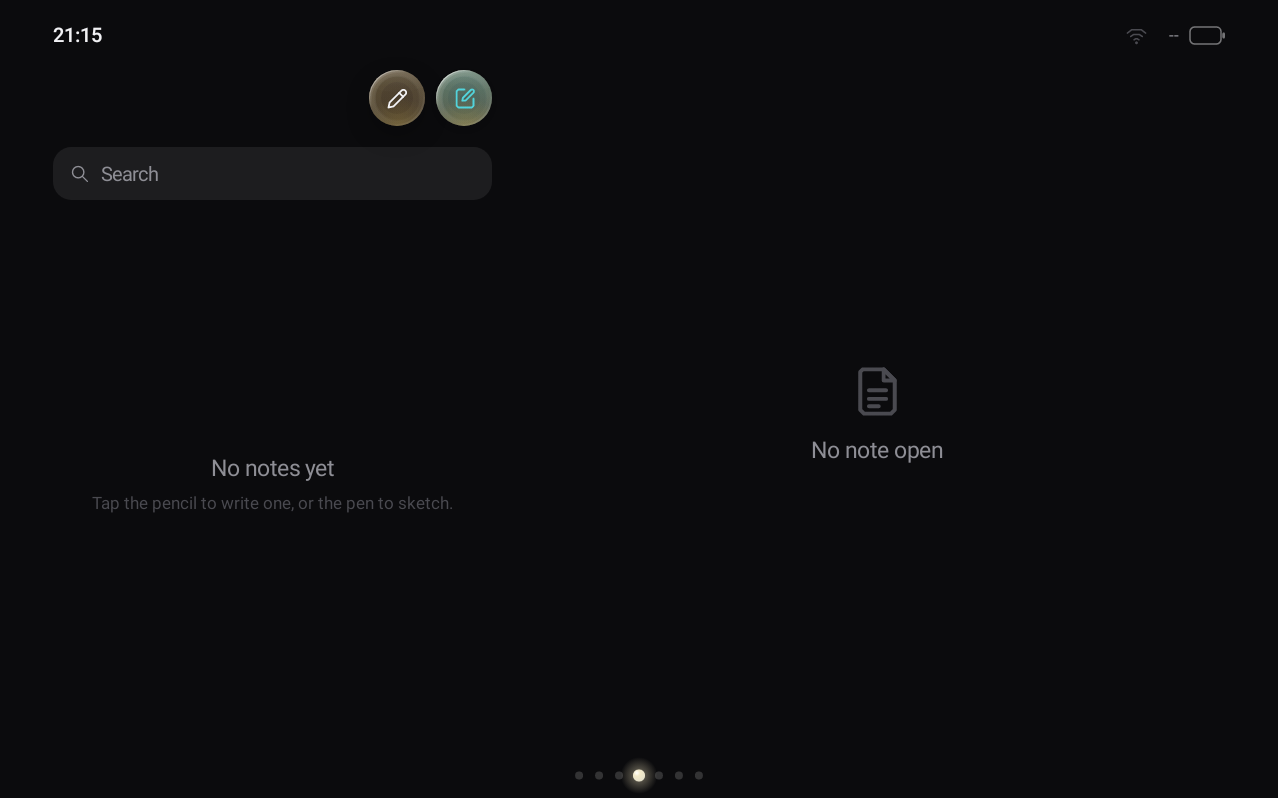 21:15
--
Search
No notes yet
Tap the pencil to write one, or the pen to sketch.
No note open